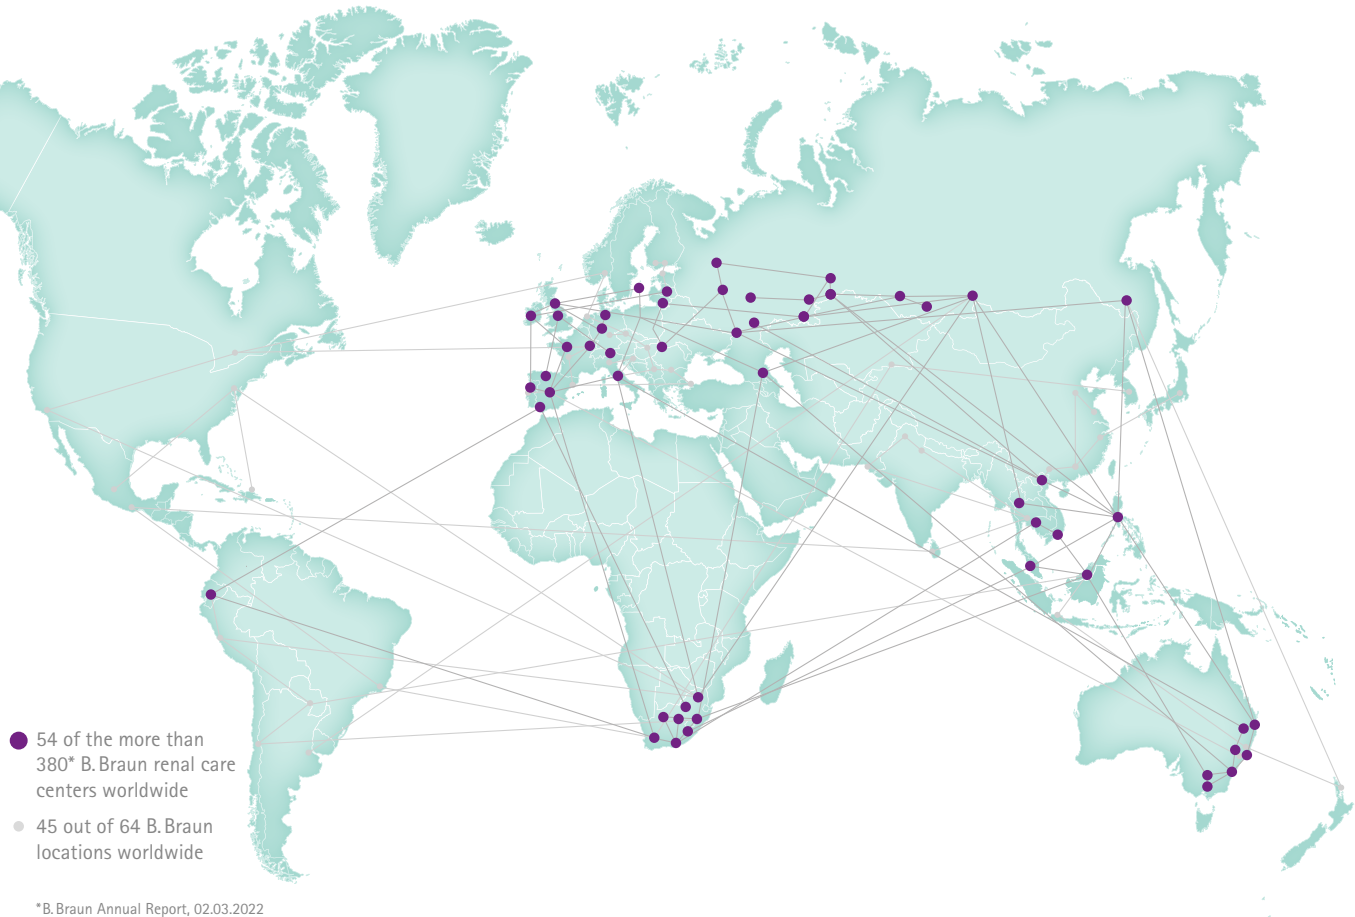 54 of the more than
380* B. Braun renal care
centers worldwide
45 out of 64 B. Braun
locations worldwide
*B. Braun Annual Report, 02.03.2022